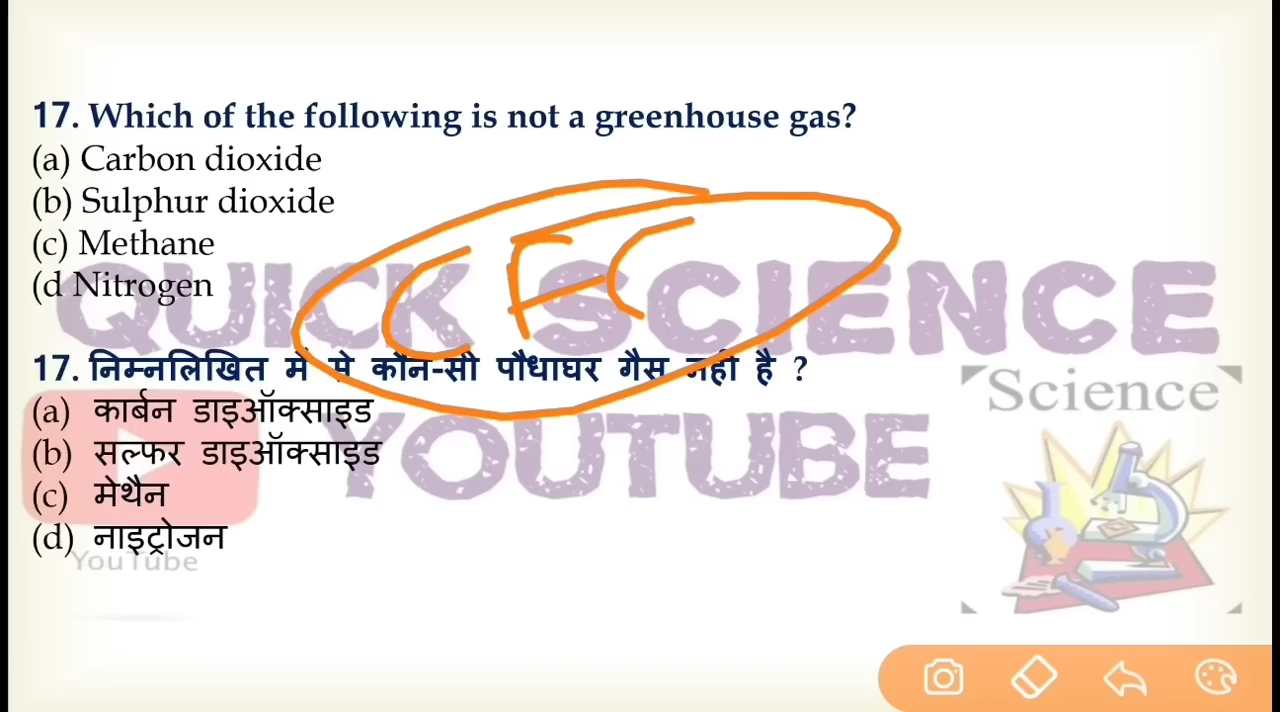 17. Which of the following is not a greenhouse gas?
(a) Carbon dioxide
(b) Sulphur dioxide
(c) Methane
(d Nitrogen
CFC
QUICK SCIENCE
17. निम्नलिखित में से कौन-सी पौधाघर गैस नहीं है ?
(a) कार्बन डाइऑक्साइड
(b) सल्फर डाइऑक्साइड
(c) मेथैन
(d) नाइट्रोजन
YOUTUBE
YouTube
Science